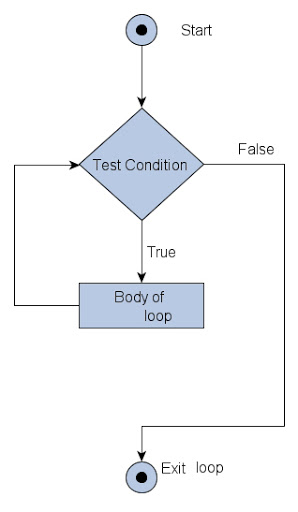 Start
Test Condition
False
True
Body of
loop
Exit loop